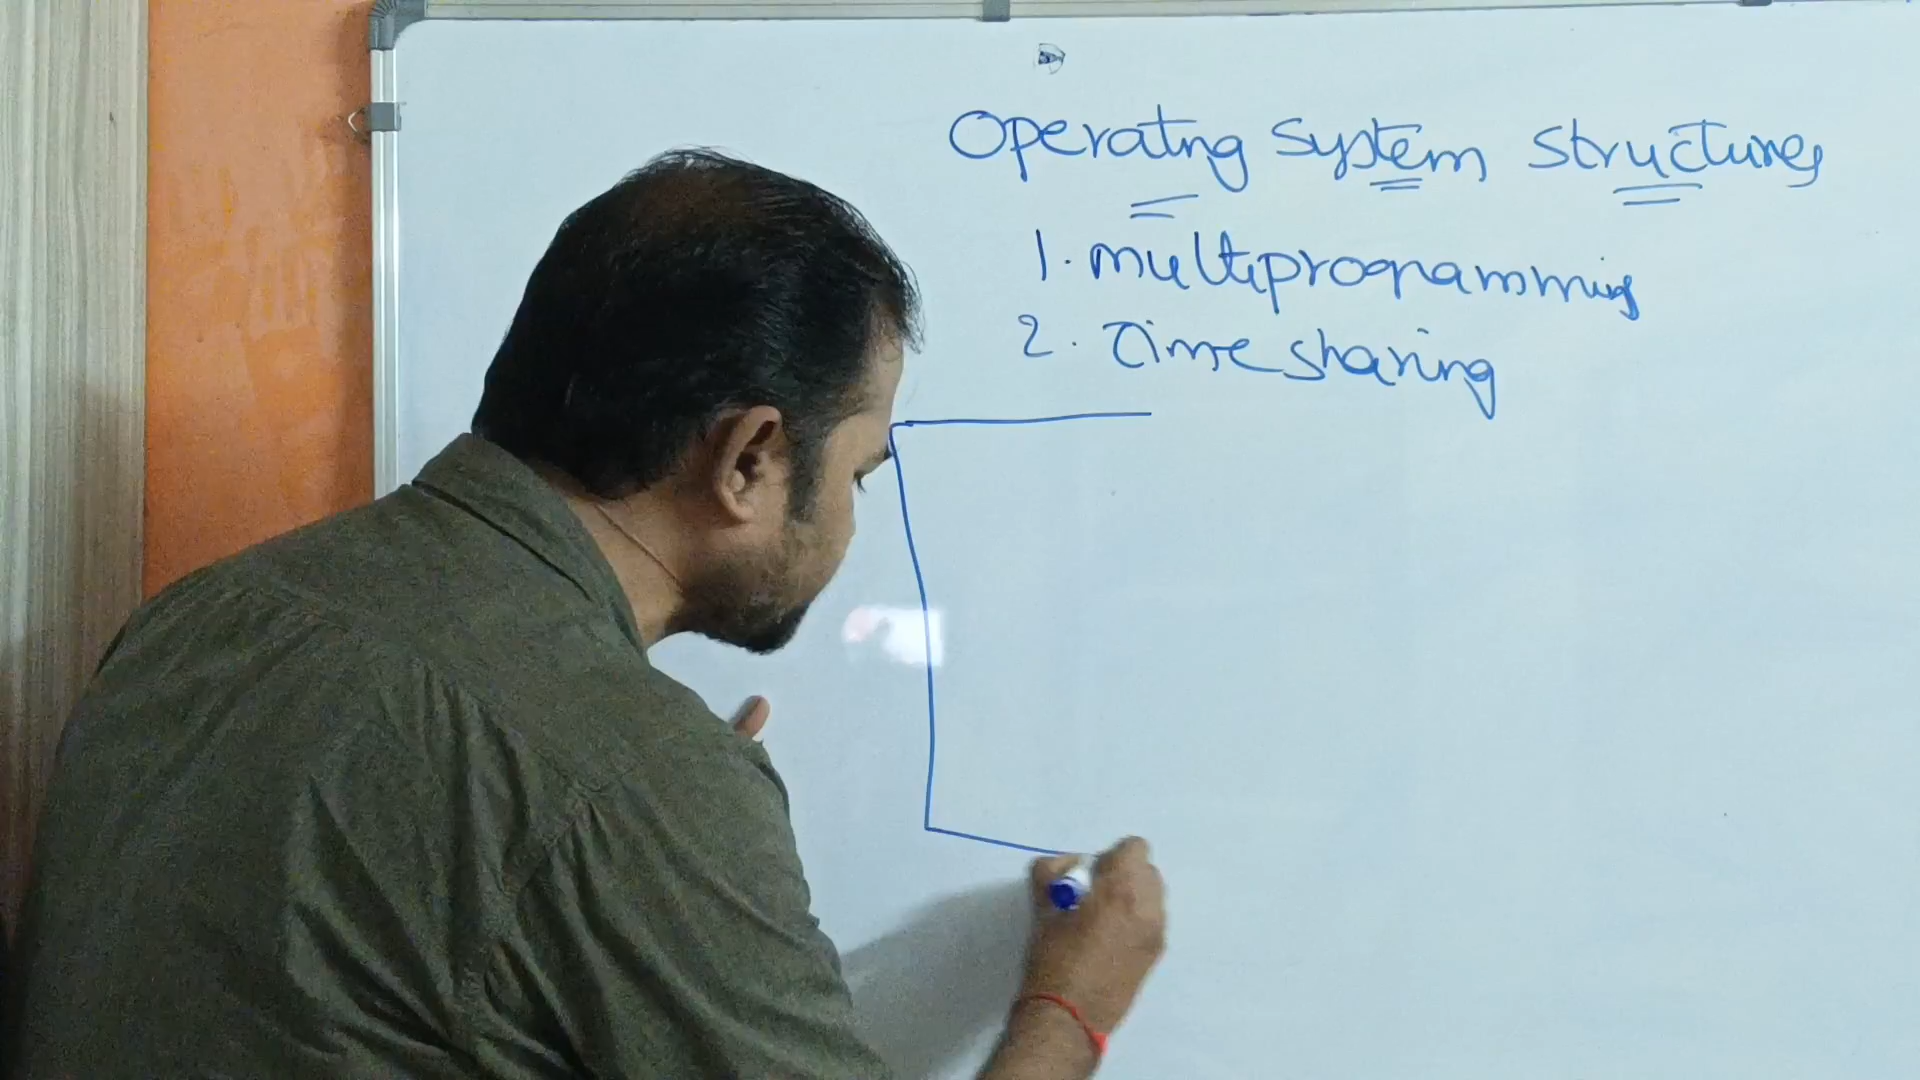 Operating System Structures
1. multiprogramming
2. Time sharing